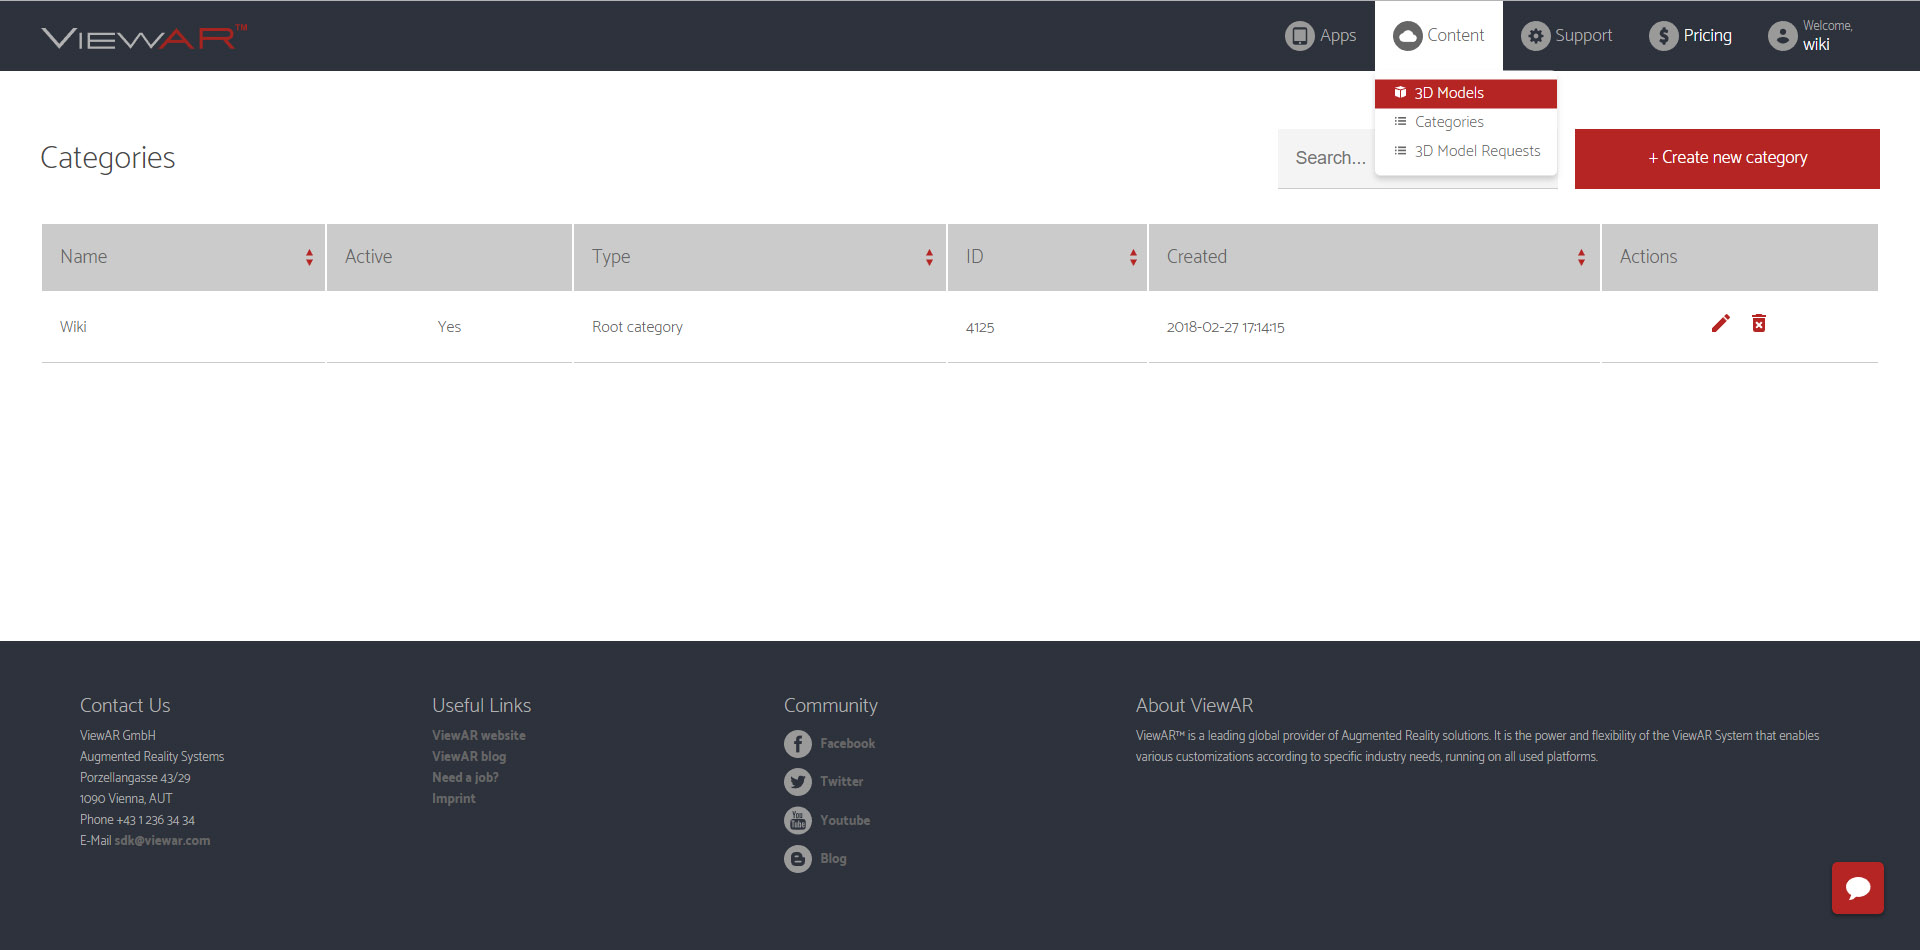 VIEWAR™
Apps
Content
Support
Pricing
Welcome,
wiki
3D Models
Categories
3D Model Requests
Categories
Search...
+ Create new category
Name
Active
Type
ID
Created
Actions
Wiki
Yes
Root category
4125
2018-02-27 17:14:15
Contact Us
ViewAR GmbH
Augmented Reality Systems
Porzellangasse 43/29
1090 Vienna, AUT
Phone +43 1 236 34 34
E-Mail sdk@viewar.com
Useful Links
ViewAR website
ViewAR blog
Need a job?
Imprint
Community
Facebook
Twitter
You
Tube
Youtube
Blog
About ViewAR
ViewAR™ is a leading global provider of Augmented Reality solutions. It is the power and flexibility of the ViewAR System that enables
various customizations according to specific industry needs, running on all used platforms.